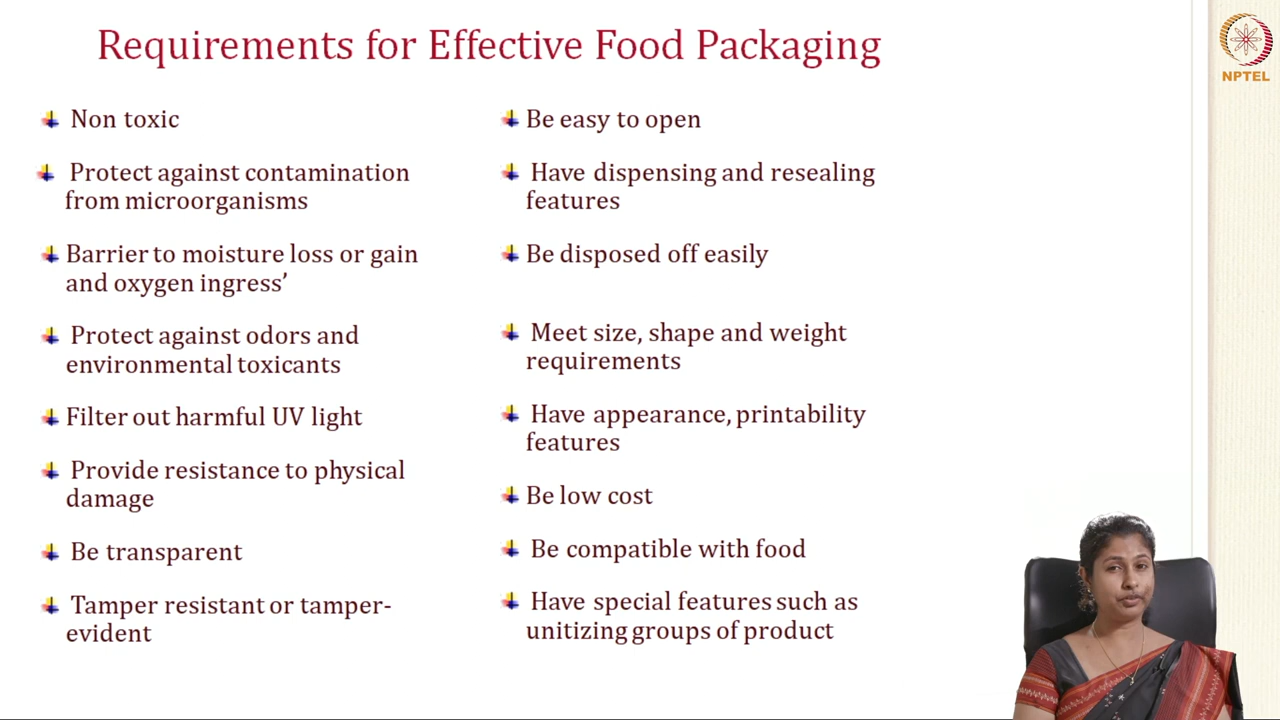 Requirements for Effective Food Packaging
NPTEL
Non toxic
Protect against contamination
from microorganisms
Barrier to moisture loss or gain
and oxygen ingress’
Protect against odors and
environmental toxicants
Filter out harmful UV light
Provide resistance to physical
damage
Be transparent
Tamper resistant or tamper-
evident
Be easy to open
Have dispensing and resealing
features
Be disposed off easily
Meet size, shape and weight
requirements
Have appearance, printability
features
Be low cost
Be compatible with food
Have special features such as
unitizing groups of product